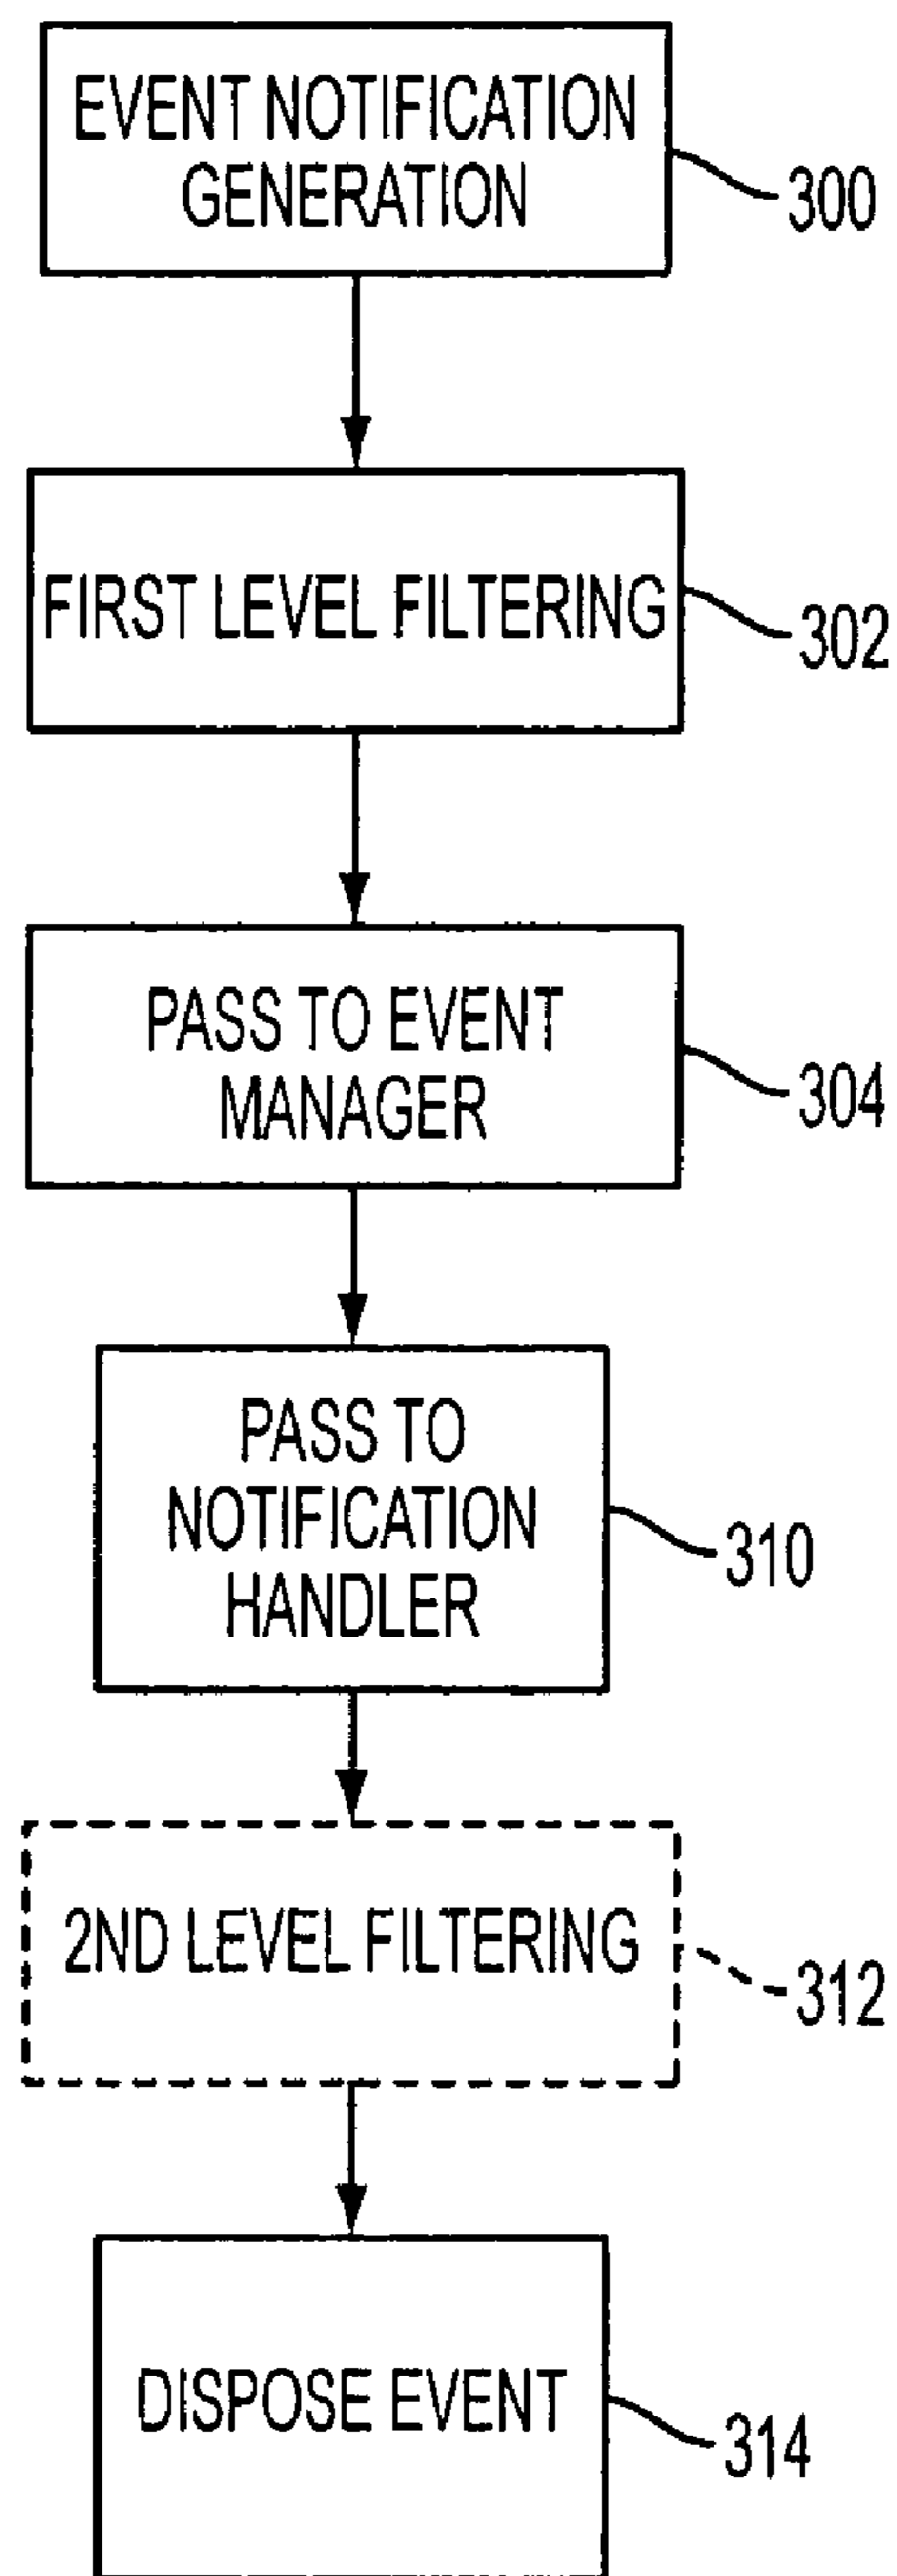 EVENT NOTIFICATION
GENERATION
300
FIRST LEVEL FILTERING
302
PASS TO EVENT
MANAGER
304
PASS TO
NOTIFICATION
HANDLER
310
2ND LEVEL FILTERING
312
DISPOSE EVENT
314